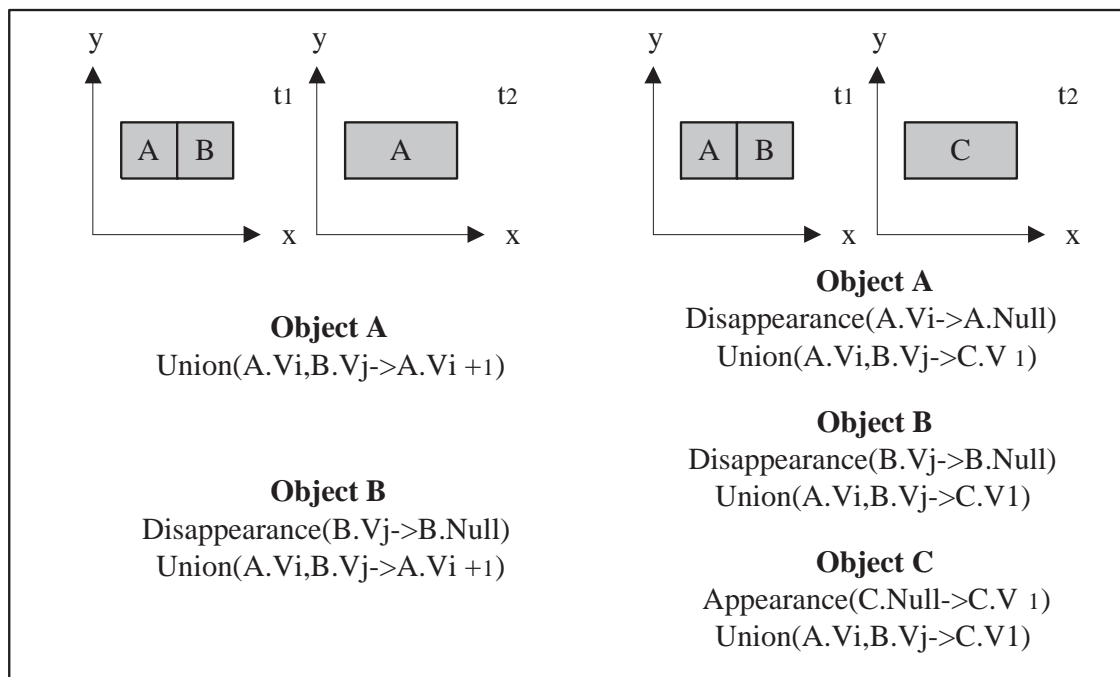 y
t1
A B
x
y
t2
A
x
Object A
Union(A.Vi,B.Vj->A.Vi +1)
Object B
Disappearance(B.Vj->B.Null)
Union(A.Vi,B.Vj->A.Vi +1)
y
t1
A B
x
y
t2
C
x
Object A
Disappearance(A.Vi->A.Null)
Union(A.Vi,B.Vj->C.V 1)
Object B
Disappearance(B.Vj->B.Null)
Union(A.Vi,B.Vj->C.V1)
Object C
Appearance(C.Null->C.V 1)
Union(A.Vi,B.Vj->C.V1)